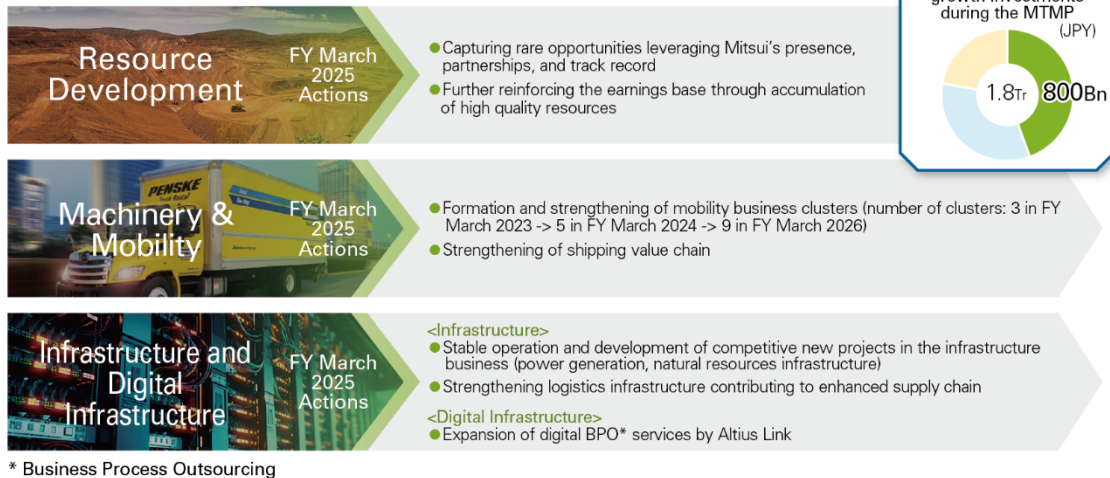 growth investments
during the MTMP
(JPY)
1.8Tr
800Bn
Resource
Development
FY March
2025
Actions
●Capturing rare opportunities leveraging Mitsui's presence,
partnerships, and track record
●Further reinforcing the earnings base through accumulation
of high quality resources
PENSKE
Truck Rental
Machinery &
Mobility
FY March
2025
Actions
●Formation and strengthening of mobility business clusters (number of clusters: 3 in FY
March 2023 -> 5 in FY March 2024 -> 9 in FY March 2026)
●Strengthening of shipping value chain
Infrastructure and
Digital
Infrastructure
FY March
2025
Actions
<Infrastructure>
●Stable operation and development of competitive new projects in the infrastructure
business (power generation, natural resources infrastructure)
●Strengthening logistics infrastructure contributing to enhanced supply chain
<Digital Infrastructure>
●Expansion of digital BPO* services by Altius Link
* Business Process Outsourcing